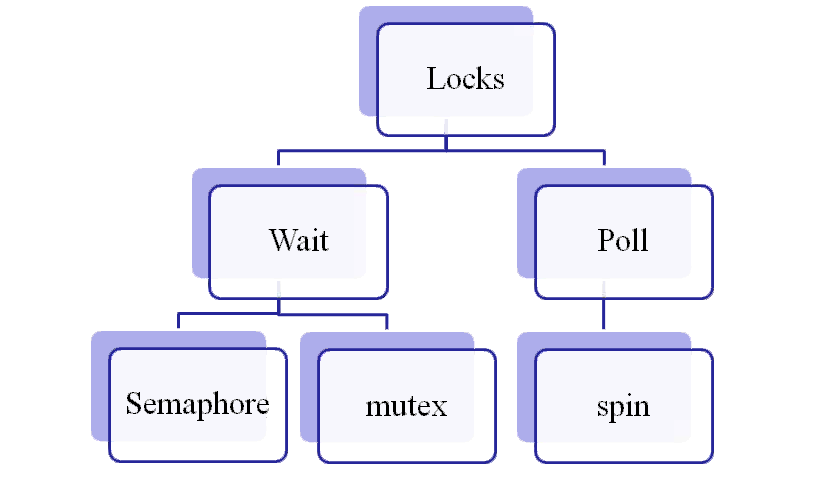 Locks
Wait
Poll
Semaphore
mutex
spin